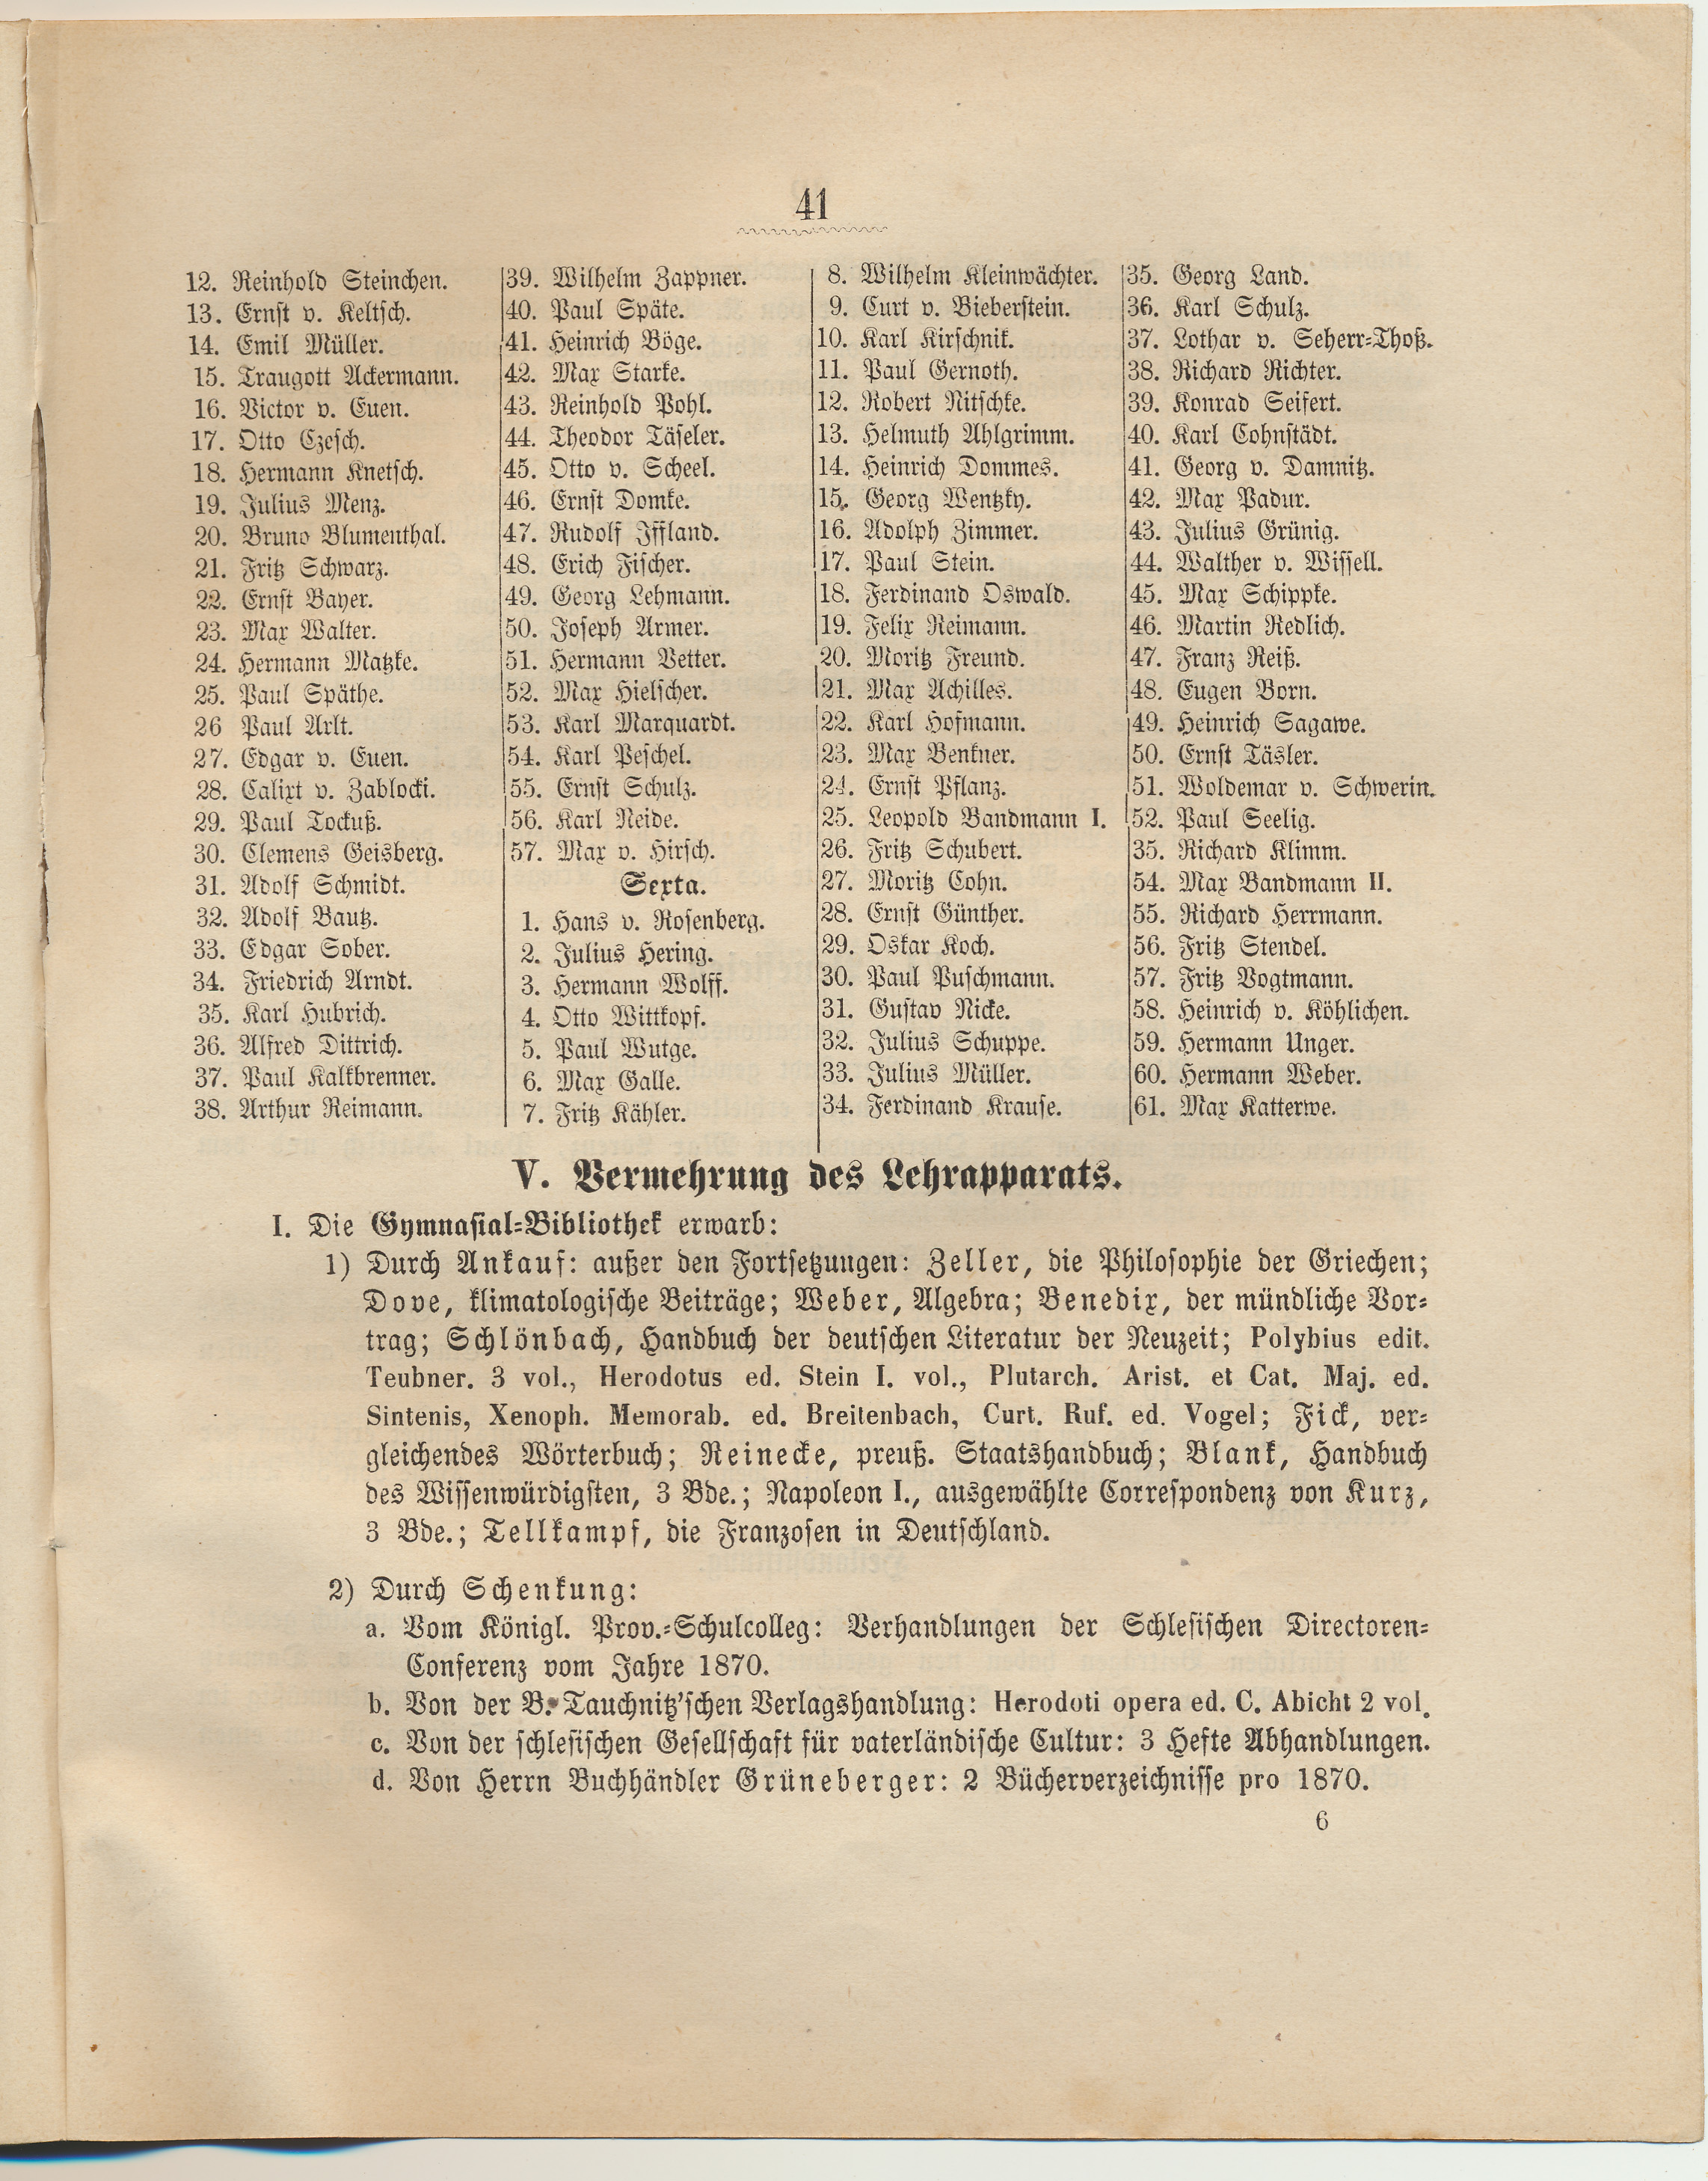 41
12. Reinhold Steinchen.
13. Ernst v. Keltsch.
14. Emil Müller.
15. Traugott Ackermann.
16. Victor v. Euen.
17. Otto Czesch.
18. Hermann Knetsch.
19. Julius Menz.
20. Bruno Blumenthal.
21. Fritz Schwarz.
22. Ernst Bayer.
23. Max Walter.
24. Hermann Matzke.
25. Paul Späthe.
26 Paul Arlt.
27. Edgar v. Euen.
28. Calixt v. Zablocki.
29. Paul Tockuß.
30. Clemens Geisberg.
31. Adolf Schmidt.
32. Adolf Bautz.
33. Edgar Sober.
34. Friedrich Arndt.
35. Karl Hubrich.
36. Alfred Dittrich.
37. Paul Kalkbrenner.
38. Arthur Reimann.
39. Wilhelm Zappner.
40. Paul Späte.
41. Heinrich Böge.
42. Max Starke.
43. Reinhold Pohl.
44. Theodor Täseler.
45. Otto v. Scheel.
46. Ernst Domke.
47. Rudolf Iffland.
48. Erich Fischer.
49. Georg Lehmann.
50. Joseph Armer.
51. Hermann Vetter.
52. Max Hielscher.
53. Karl Marquardt.
54. Karl Peschel.
55. Ernst Schulz.
56. Karl Neide.
57. Max v. Hirsch.
Sexta.
1. Hans v. Rosenberg.
2. Julius Hering.
3. Hermann Wolff.
4. Otto Wittkopf.
5. Paul Wutge.
6. Max Galle.
7. Fritz Kähler.
8. Wilhelm Kleinwächter.
9. Curt v. Bieberstein.
10. Karl Kirschnik.
11. Paul Gernoth.
12. Robert Nitschke.
13. Helmuth Ahlgrimm.
14. Heinrich Dommes.
15. Georg Wentzky.
16. Adolph Zimmer.
17. Paul Stein.
18. Ferdinand Oswald.
19. Felix Reimann.
20. Moritz Freund.
21. Max Achilles.
22. Karl Hofmann.
23. Max Benkner.
24. Ernst Pflanz.
25. Leopold Bandmann I.
26. Fritz Schubert.
27. Moritz Cohn.
28. Ernst Günther.
29. Oskar Koch.
30. Paul Puschmann.
31. Gustav Nicke.
32. Julius Schuppe.
33. Julius Müller.
34. Ferdinand Krause.
35. Georg Land.
36. Karl Schulz.
37. Lothar v. Seherr-Thoß.
38. Richard Richter.
39. Konrad Seifert.
40. Karl Cohnstädt.
41. Georg v. Damnitz.
42. Max Padur.
43. Julius Grünig.
44. Walther v. Wissell.
45. Max Schippke.
46. Martin Redlich.
47. Franz Reiß.
48. Eugen Born.
49. Heinrich Sagawe.
50. Ernst Täsler.
51. Woldemar v. Schwerin.
52. Paul Seelig.
35. Richard Klimm.
54. Max Bandmann II.
55. Richard Herrmann.
56. Fritz Stendel.
57. Fritz Vogtmann.
58. Heinrich v. Köhlichen.
59. Hermann Unger.
60. Hermann Weber.
61. Max Katterwe.
V. Vermehrung des Lehrapparats.
I. Die Gymnasial-Bibliothek erwarb:
1) Durch Ankauf: außer den Fortsetzungen: Zeller, die Philosophie der Griechen;
Dove, klimatologische Beiträge; Weber, Algebra; Benedix, der mündliche Vor-
trag; Schlönbach, Handbuch der deutschen Literatur der Neuzeit; Polybius edit.
Teubner. 3 vol., Herodotus ed. Stein I. vol., Plutarch. Arist. et Cat. Maj. ed.
Sintenis, Xenoph. Memorab. ed. Breitenbach, Curt. Ruf. ed. Vogel; Fick, ver-
gleichendes Wörterbuch; Reinecke, preuß. Staatshandbuch; Blank, Handbuch
des Wissenwürdigsten, 3 Bde.; Napoleon I., ausgewählte Correspondenz von Kurz,
3 Bde.; Tellkampf, die Franzosen in Deutschland.
2) Durch Schenkung:
a. Vom Königl. Prov.-Schulcolleg: Verhandlungen der Schlesischen Directoren-
Conferenz vom Jahre 1870.
b. Von der B. Tauchnitz'schen Verlagshandlung: Herodoti opera ed. C. Abicht 2 vol.
c. Von der schlesischen Gesellschaft für vaterländische Cultur: 3 Hefte Abhandlungen.
d. Von Herrn Buchhändler Grüneberger: 2 Bücherverzeichnisse pro 1870.
6